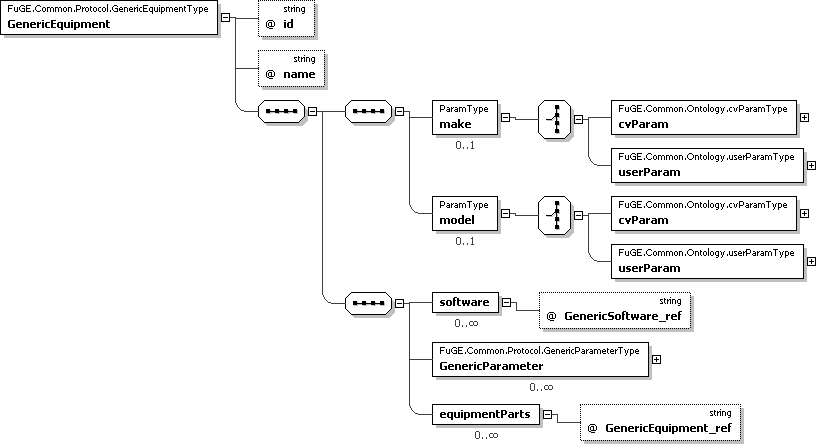 FuGE.Common.Protocol.GenericEquipmentType
GenericEquipment
string
@ id
string
@ name
ParamType
make
0..1
FuGE.Common.Ontology.cvParamType
cvParam
FuGE.Common.Ontology.userParamType
userParam
ParamType
model
0..1
FuGE.Common.Ontology.cvParamType
cvParam
FuGE.Common.Ontology.userParamType
userParam
software
0..∞
string
@ GenericSoftware_ref
FuGE.Common.Protocol.GenericParameterType
GenericParameter
0..∞
equipmentParts
0..∞
string
@ GenericEquipment_ref